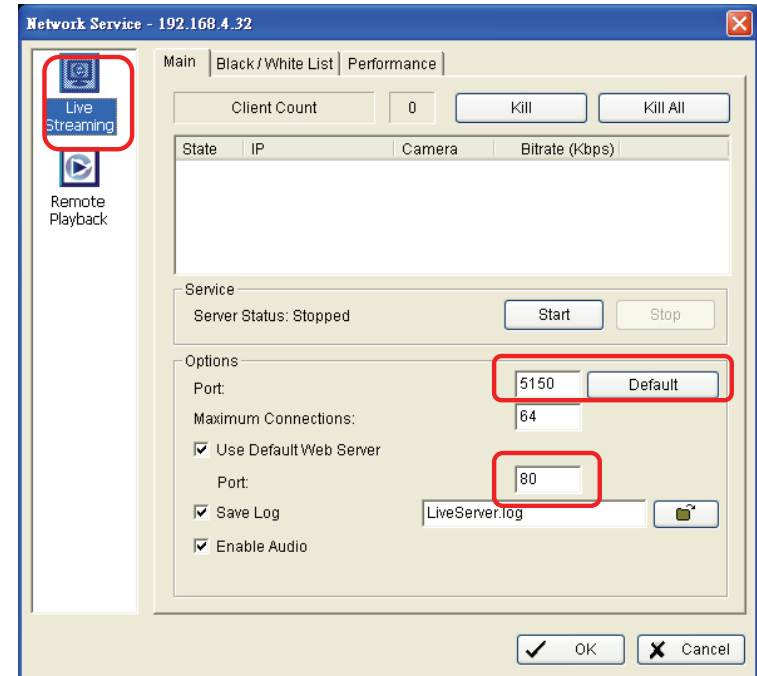 Network Service - 192.168.4.32
Live
Streaming
Remote
Playback
Main Black / White List Performance
Client Count 0 Kill Kill All
State IP Camera Bitrate (Kbps)
Service
Server Status: Stopped Start Stop
Options
Port: 5150 Default
Maximum Connections: 64
Use Default Web Server
Port: 80
Save Log LiveServer.log
Enable Audio
OK Cancel